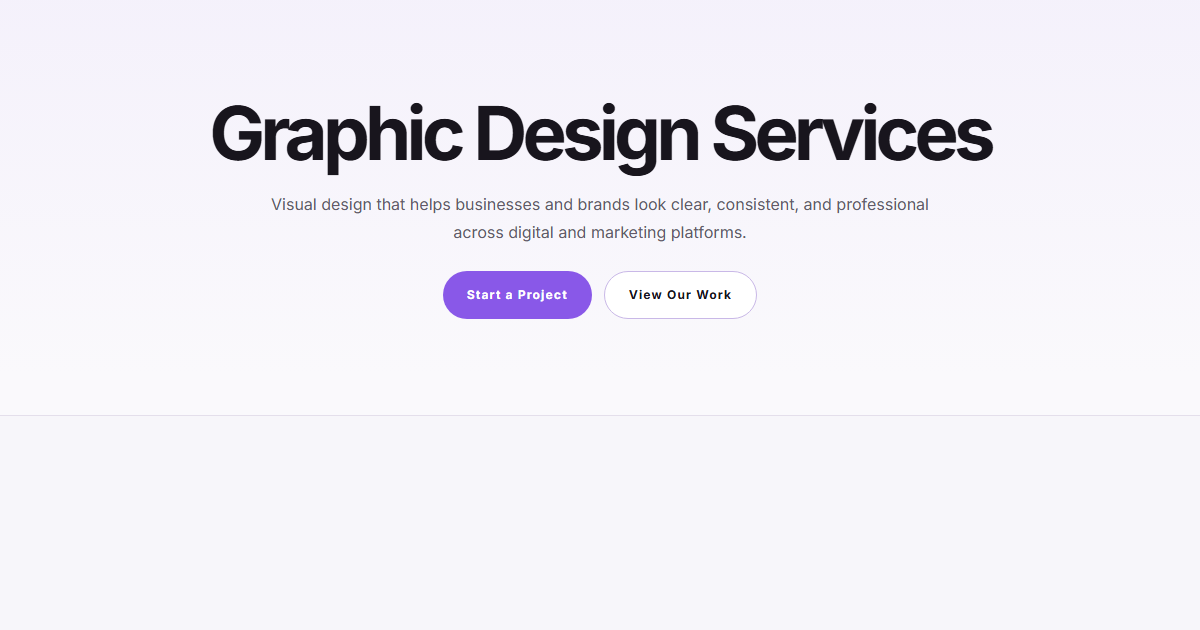 Graphic Design Services
Visual design that helps businesses and brands look clear, consistent, and professional
across digital and marketing platforms.
Start a Project
View Our Work